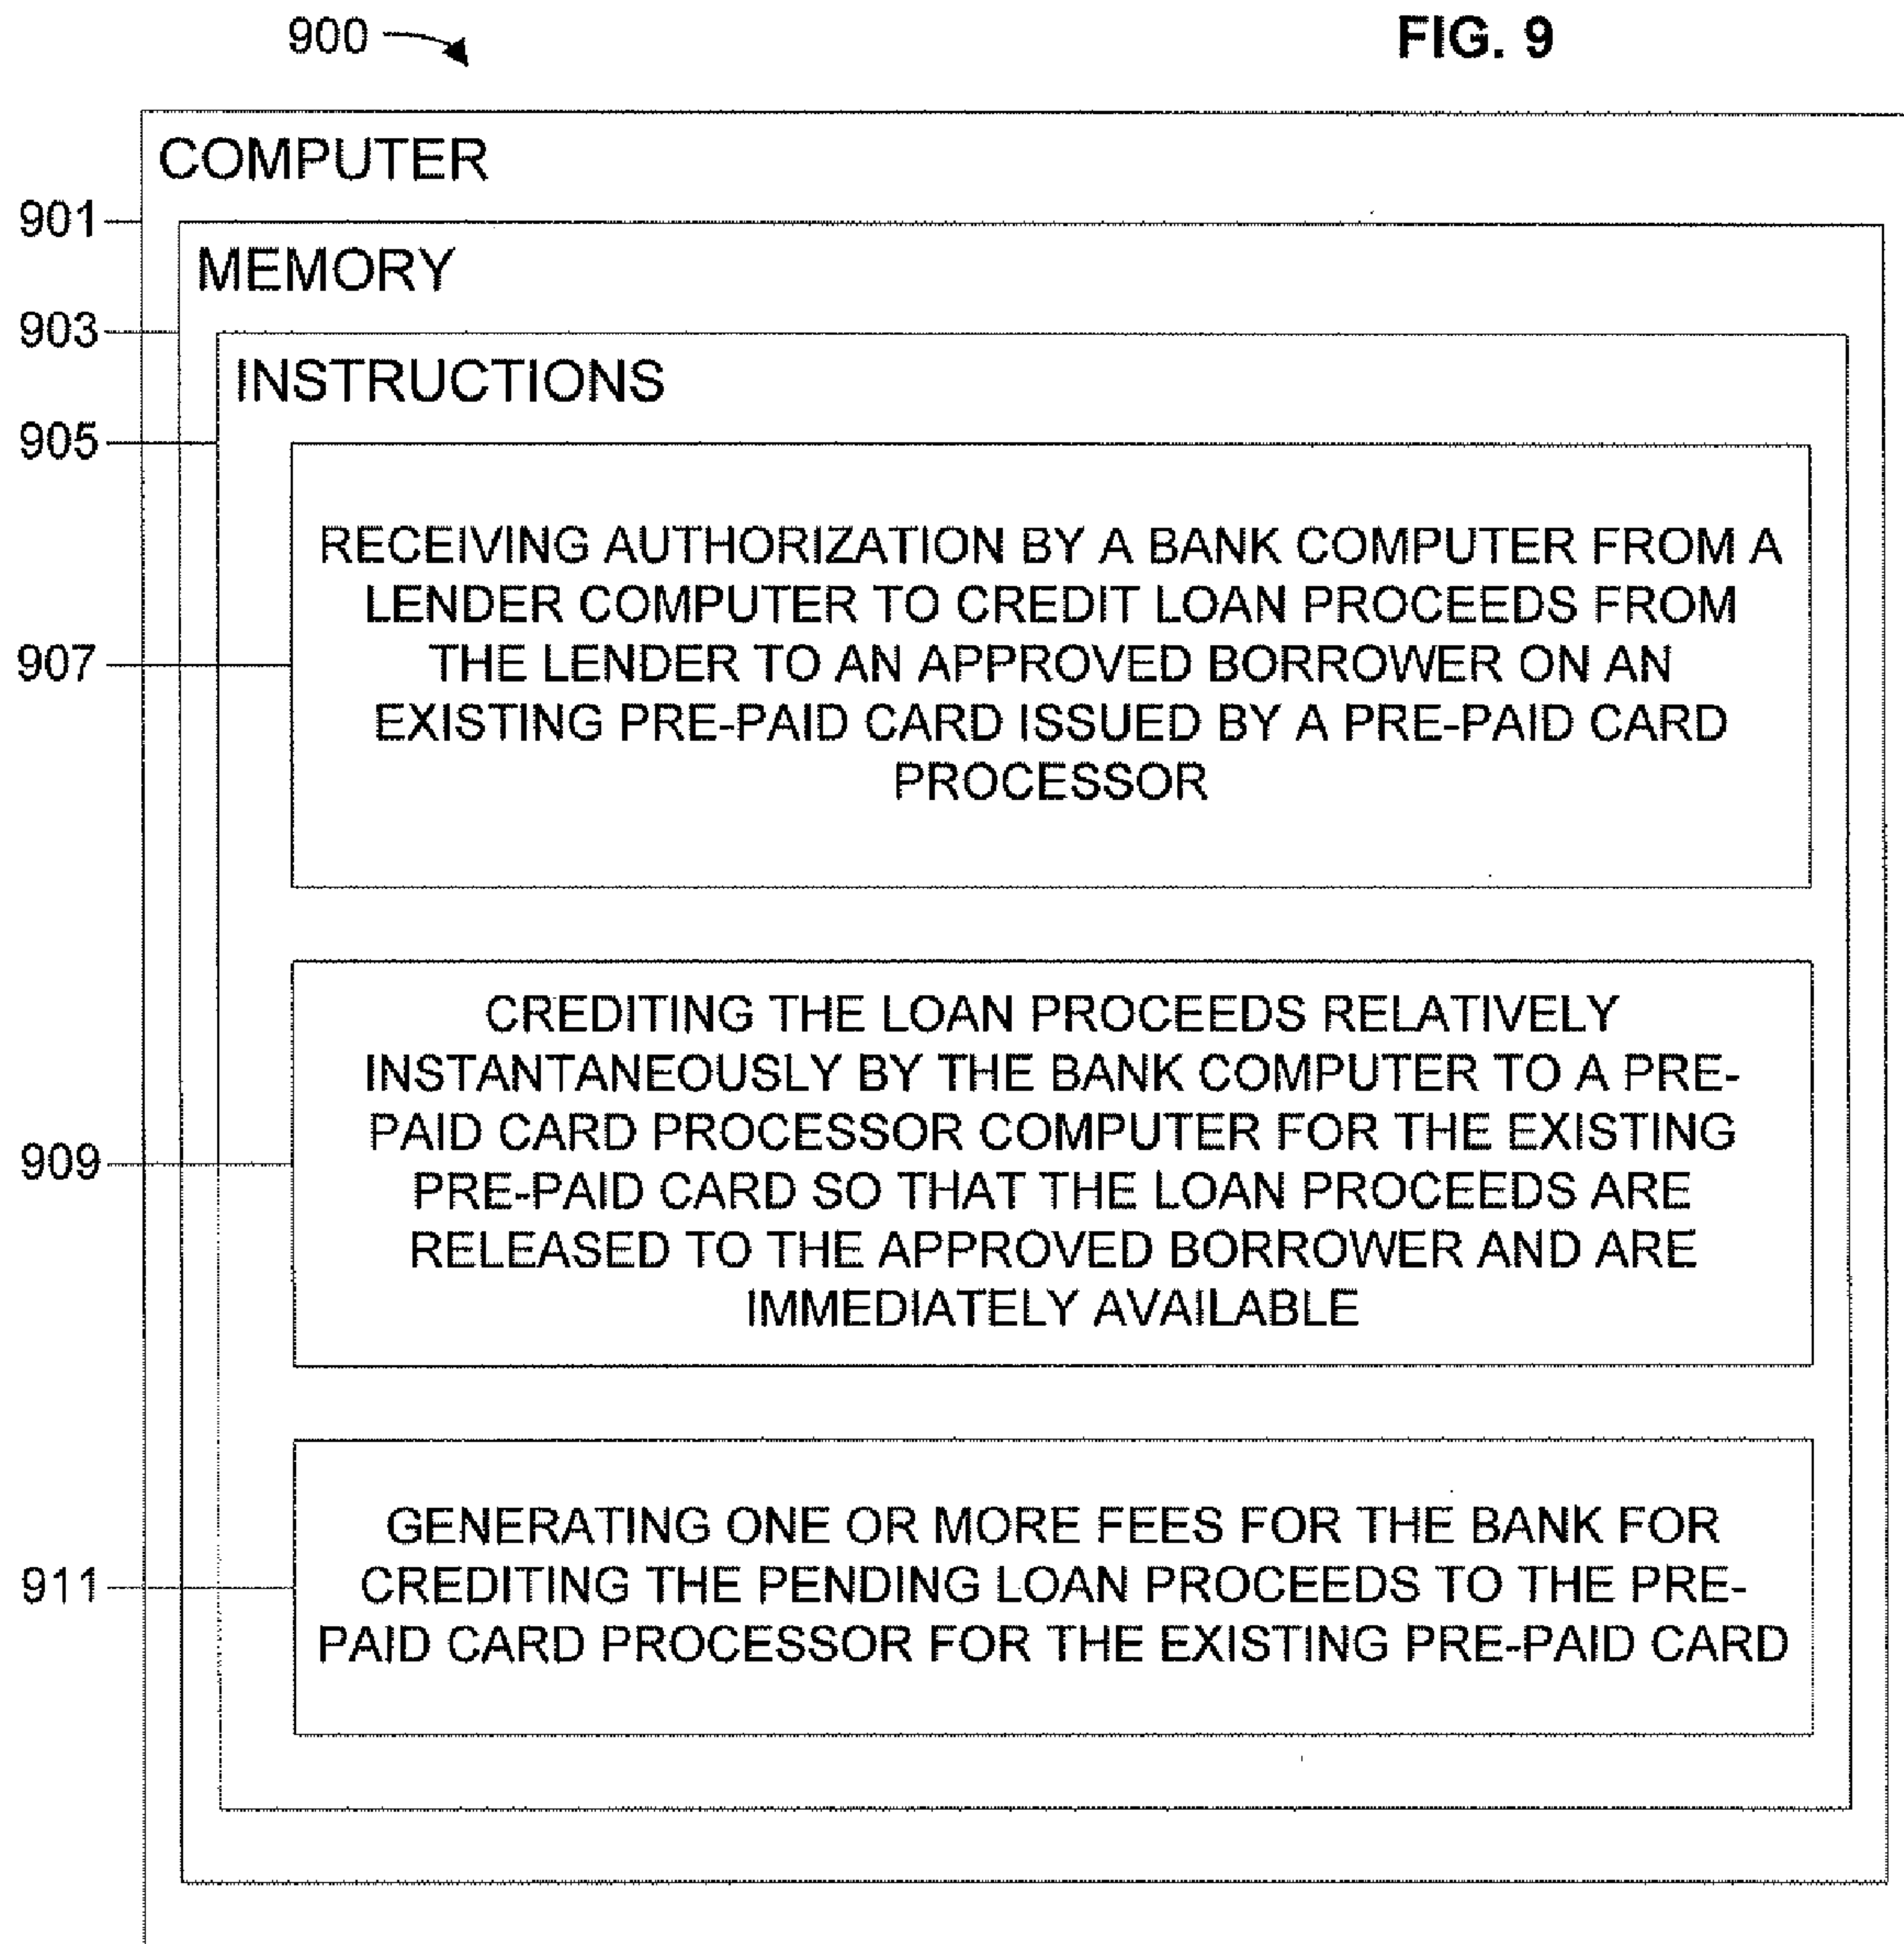 900
FIG. 9
COMPUTER
901
MEMORY
903
INSTRUCTIONS
905
RECEIVING AUTHORIZATION BY A BANK COMPUTER FROM A
LENDER COMPUTER TO CREDIT LOAN PROCEEDS FROM
907
THE LENDER TO AN APPROVED BORROWER ON AN
EXISTING PRE-PAID CARD ISSUED BY A PRE-PAID CARD
PROCESSOR
CREDITING THE LOAN PROCEEDS RELATIVELY
INSTANTANEOUSLY BY THE BANK COMPUTER TO A PRE-
PAID CARD PROCESSOR COMPUTER FOR THE EXISTING
909
PRE-PAID CARD SO THAT THE LOAN PROCEEDS ARE
RELEASED TO THE APPROVED BORROWER AND ARE
IMMEDIATELY AVAILABLE
GENERATING ONE OR MORE FEES FOR THE BANK FOR
911
CREDITING THE PENDING LOAN PROCEEDS TO THE PRE-
PAID CARD PROCESSOR FOR THE EXISTING PRE-PAID CARD